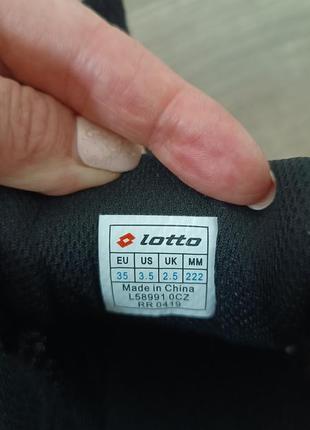 lotto
EU US UK MM
35 3.5 2.5 222
Made in China
L58991 0CZ
RR 0419